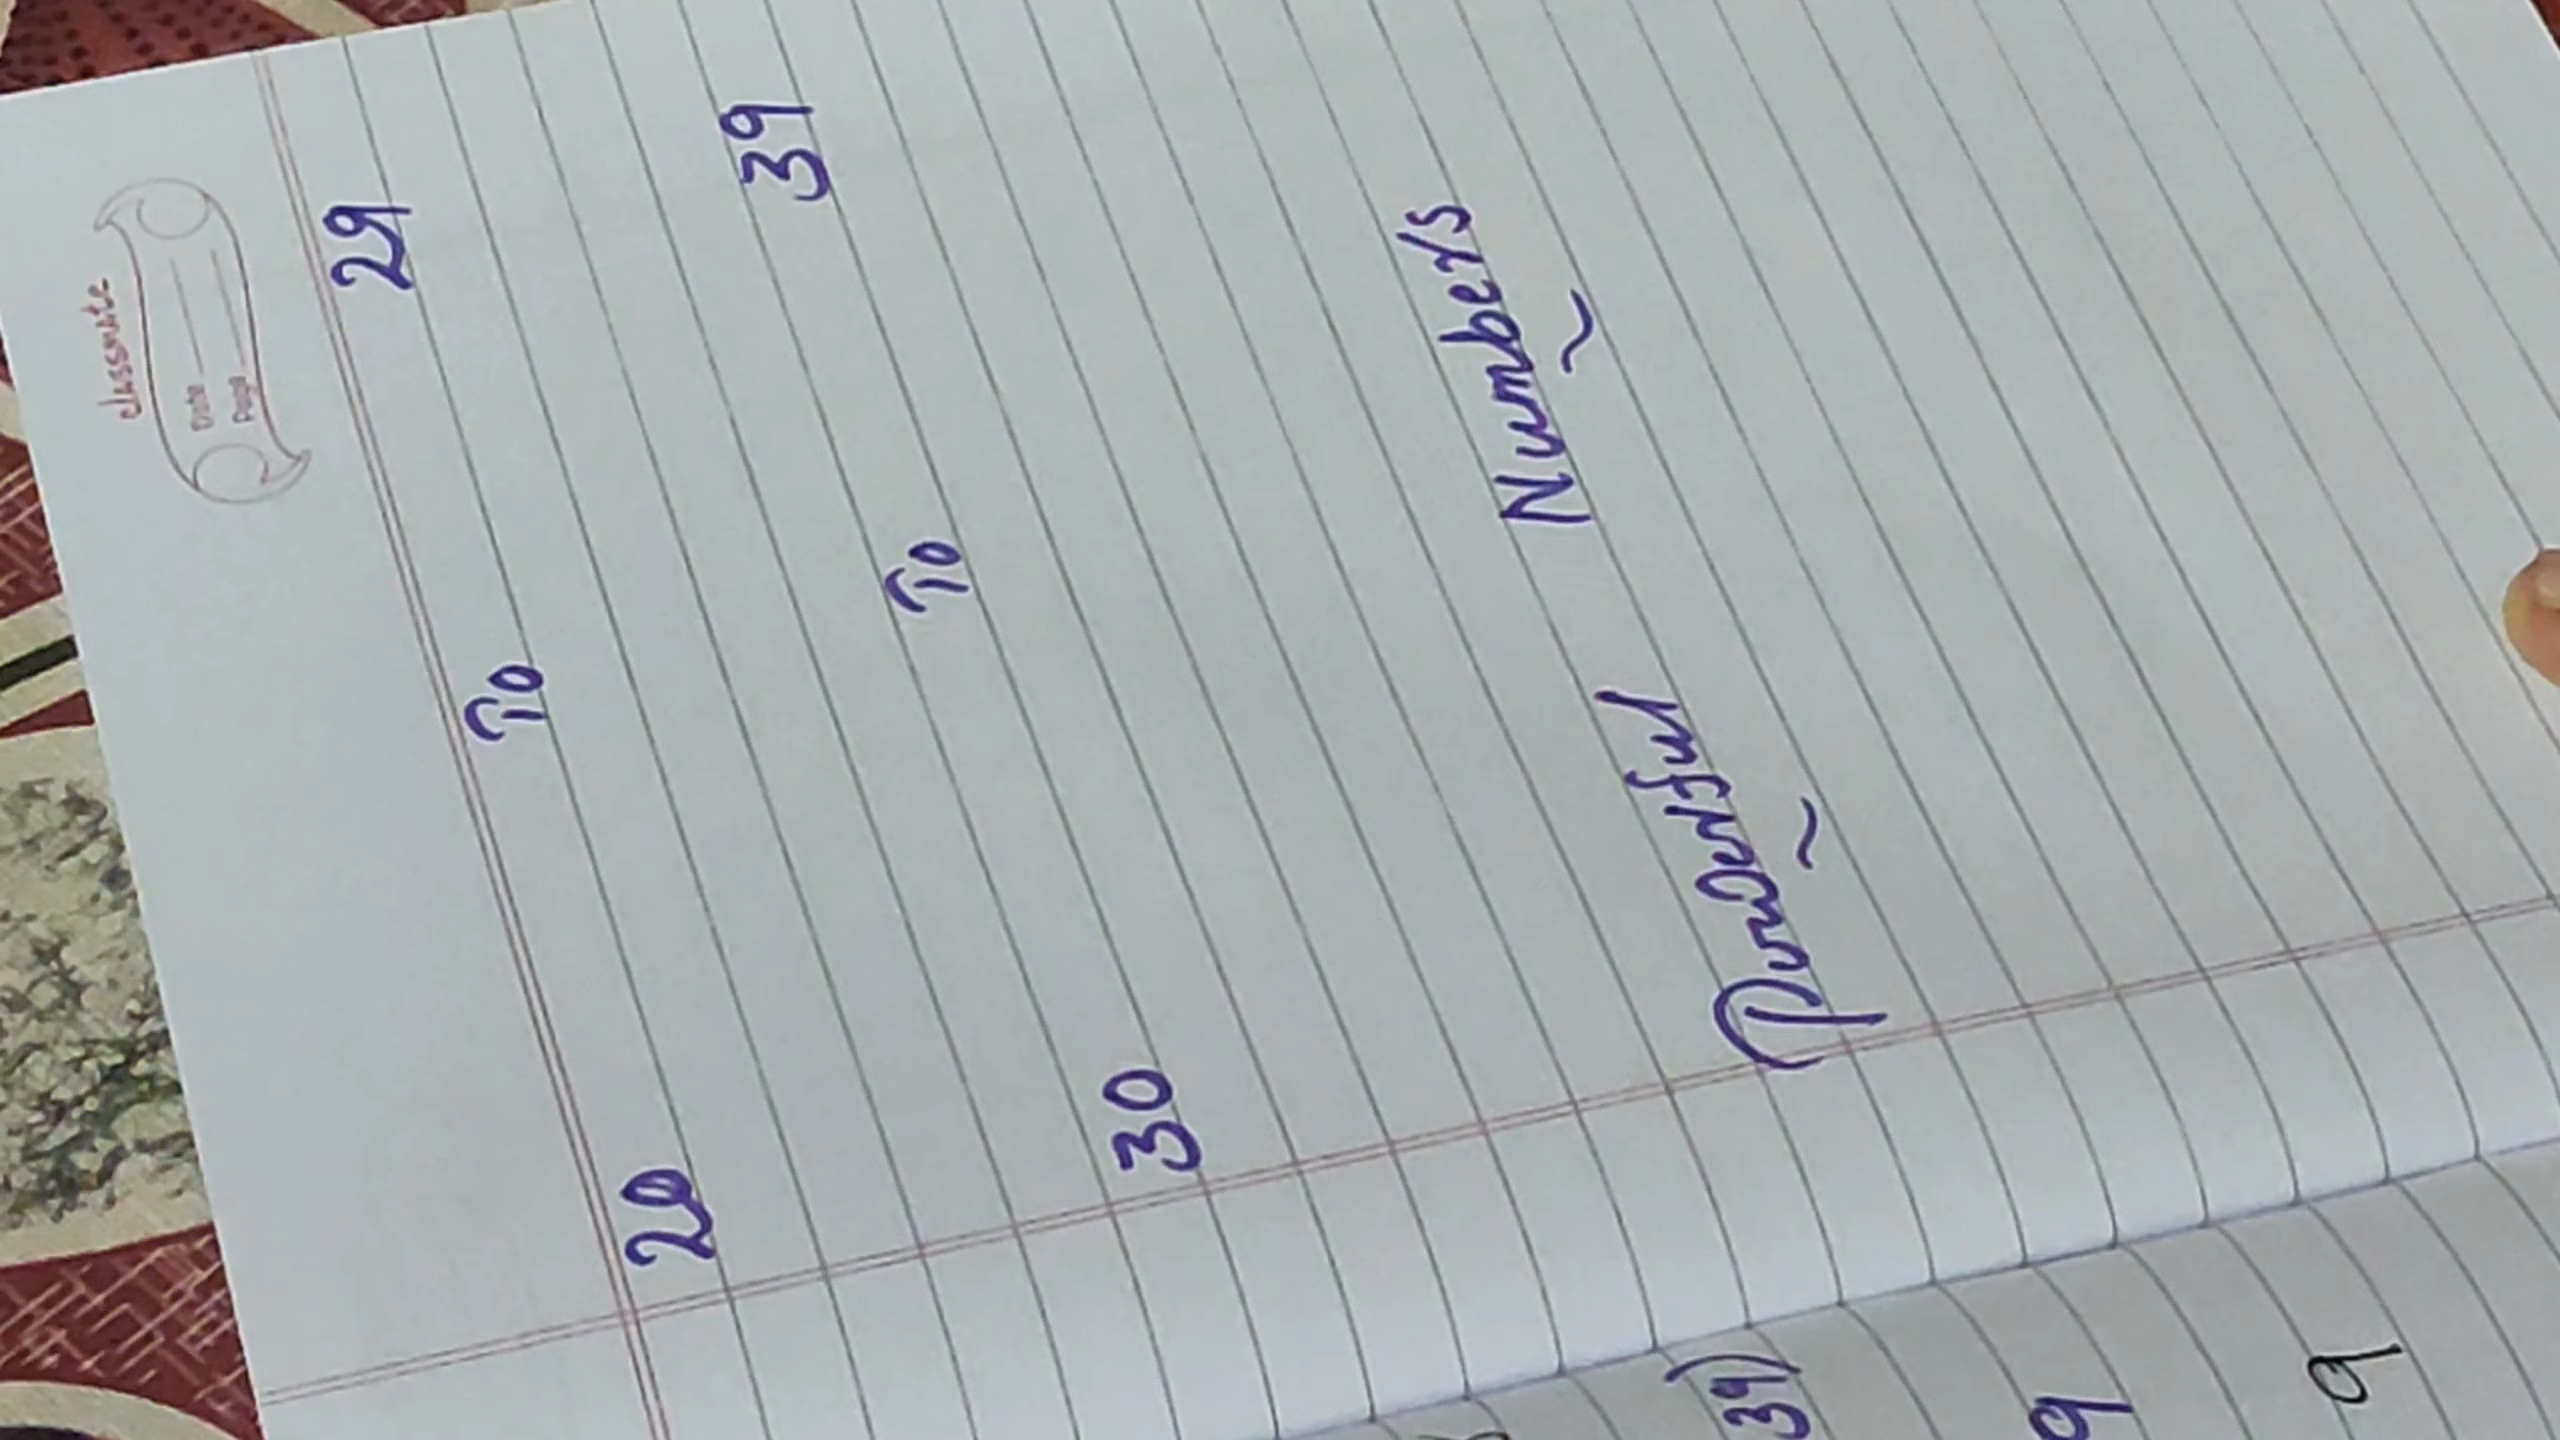 classmate
Date
Page
20 To 29
30 To 39
Powerful Numbers
39)
9
9